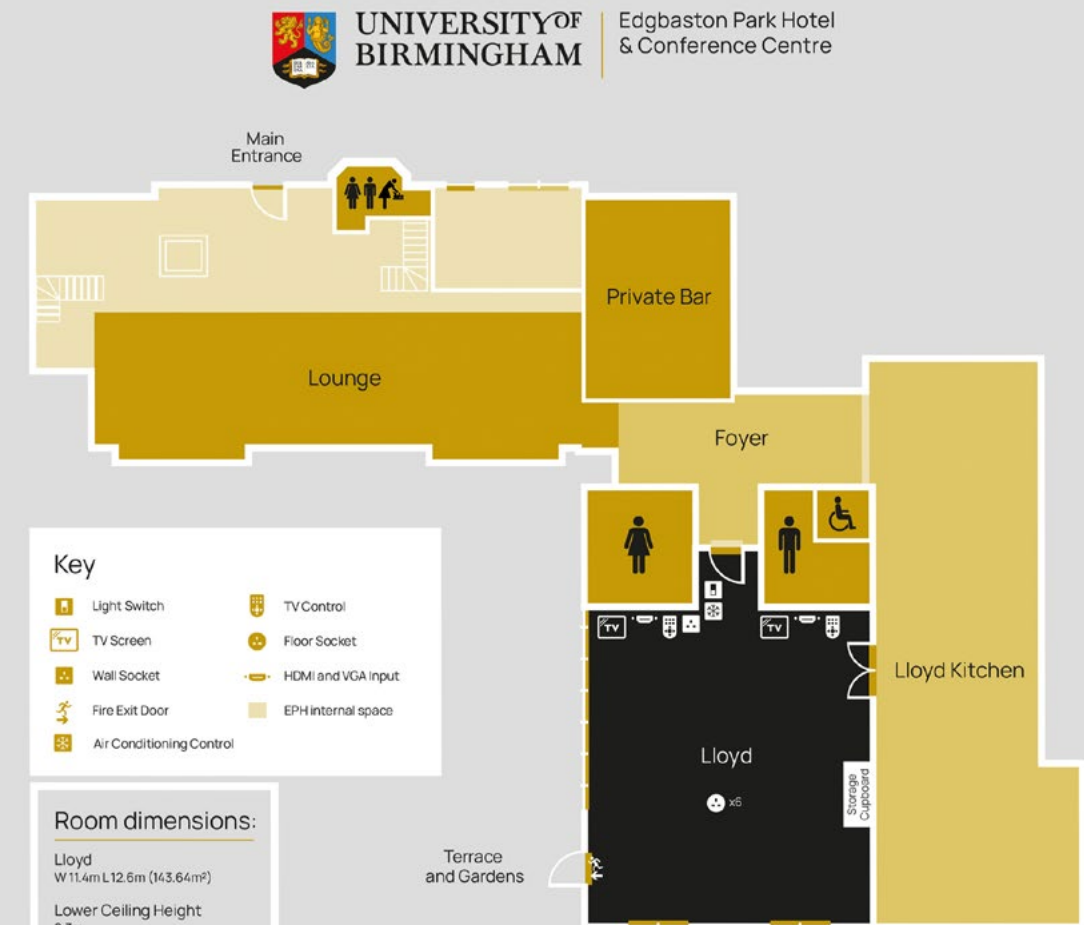 UNIVERSITY OF
BIRMINGHAM
Edgbaston Park Hotel
& Conference Centre
Main
Entrance
Private Bar
Lounge
Foyer
Key
Light Switch
TV Control
TV
TV Screen
Floor Socket
Wall Socket
HDMI and VGA Input
Fire Exit Door
EPH internal space
Air Conditioning Control
TV
TV
Lloyd Kitchen
Lloyd
x6
Storage
Cupboard
Terrace
and Gardens
Room dimensions:
Lloyd
W 11.4m L 12.6m (143.64m²)
Lower Ceiling Height